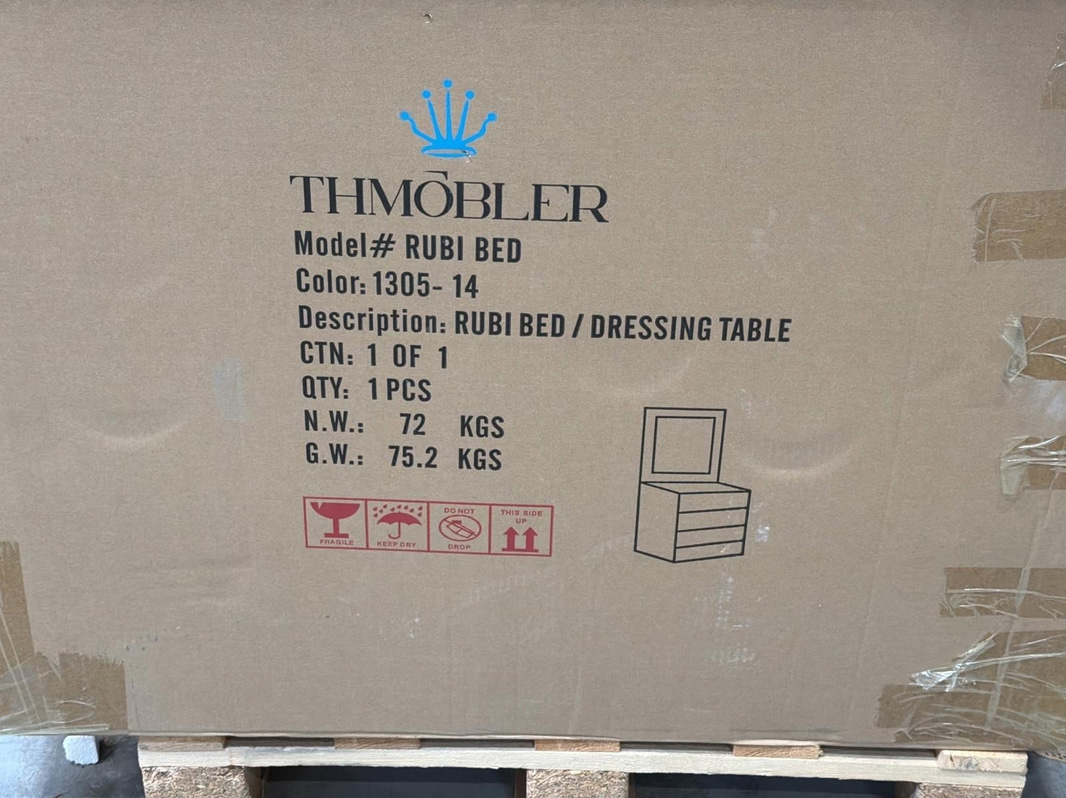 THMŌBLER
Model# RUBI BED
Color: 1305- 14
Description: RUBI BED / DRESSING TABLE
CTN: 1 OF 1
QTY: 1 PCS
N.W.: 72 KGS
G.W.: 75.2 KGS
FRAGILE
KEEP DRY
DO NOT
DROP
THIS SIDE
UP